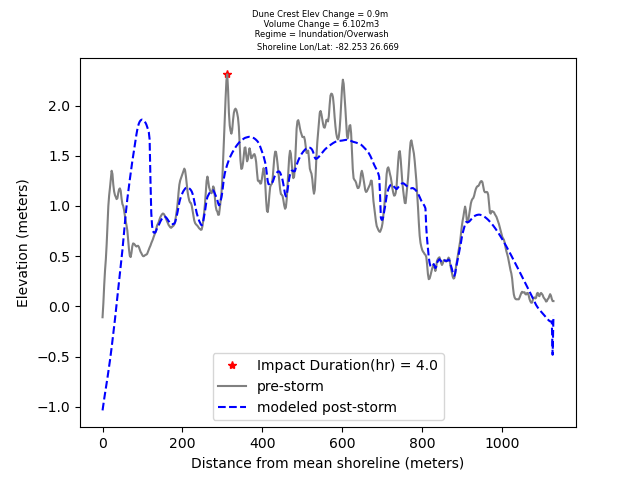 Dune Crest Elev Change = 0.9m
Volume Change = 6.102m3
Regime = Inundation/Overwash
Shoreline Lon/Lat: -82.253 26.669
2.0
1.5
1.0
0.5
0.0
−0.5
−1.0
Elevation (meters)
Impact Duration(hr) = 4.0
pre-storm
modeled post-storm
0 200 400 600 800 1000
Distance from mean shoreline (meters)